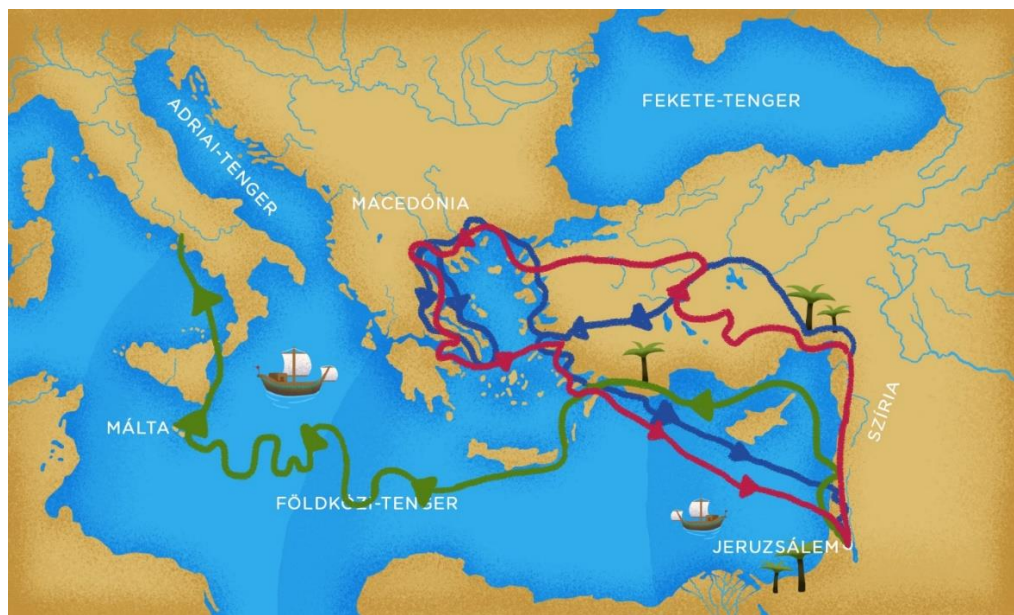 FEKETE-TENGER
ADRIAI-TENGER
MACEDÓNIA
SZÍRIA
MÁLTA
FÖLDKÖZI-TENGER
JERUZSÁLEM